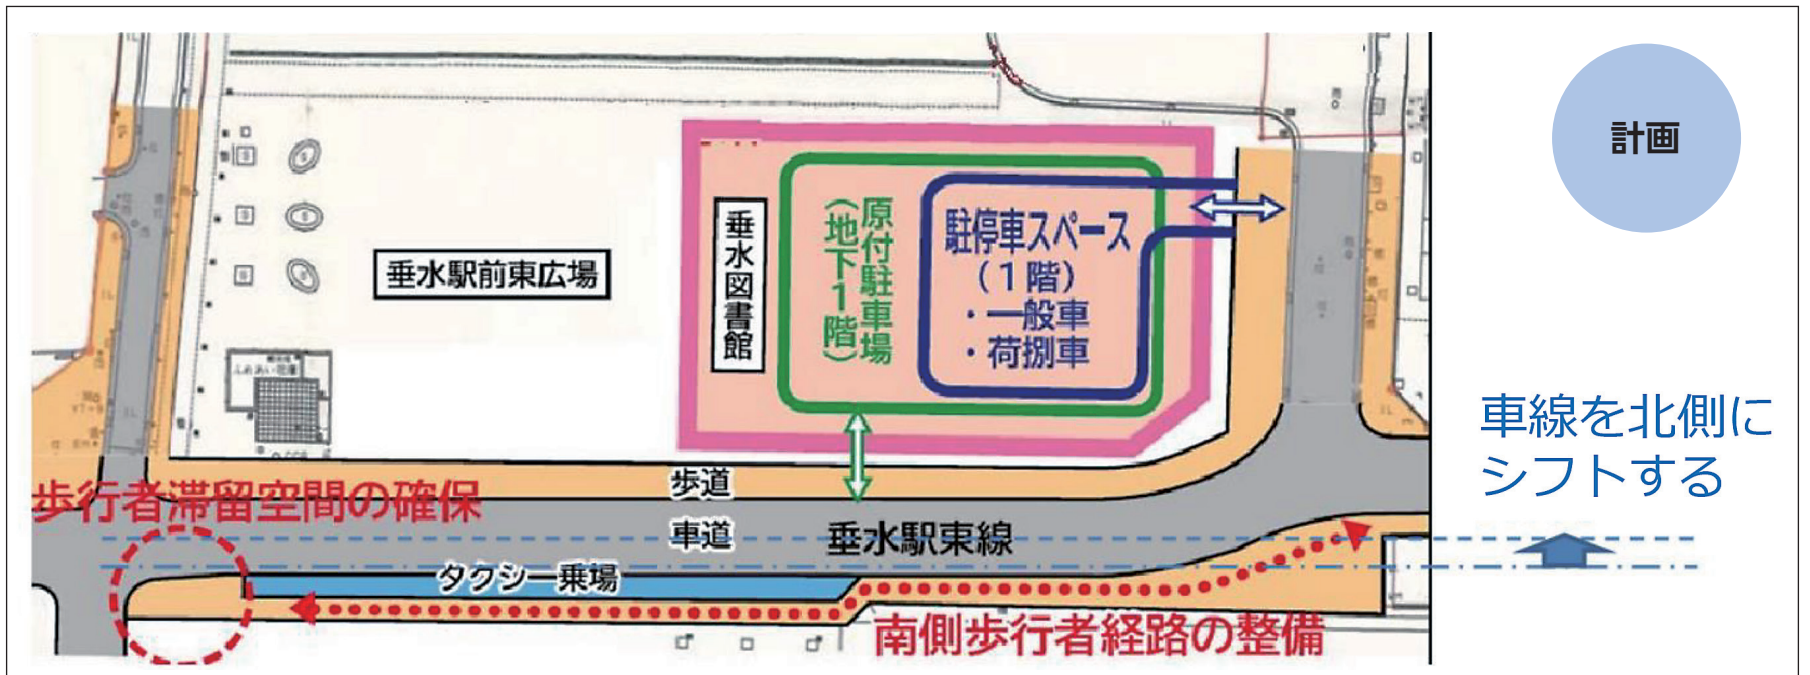 計画
垂水駅前東広場
垂水図書館
原付駐車場
(地下1階)
駐停車スペース
(1階)
・一般車
・荷捌車
車線を北側に
シフトする
歩道
歩行者滞留空間の確保
車道
垂水駅東線
タクシー乗場
南側歩行者経路の整備